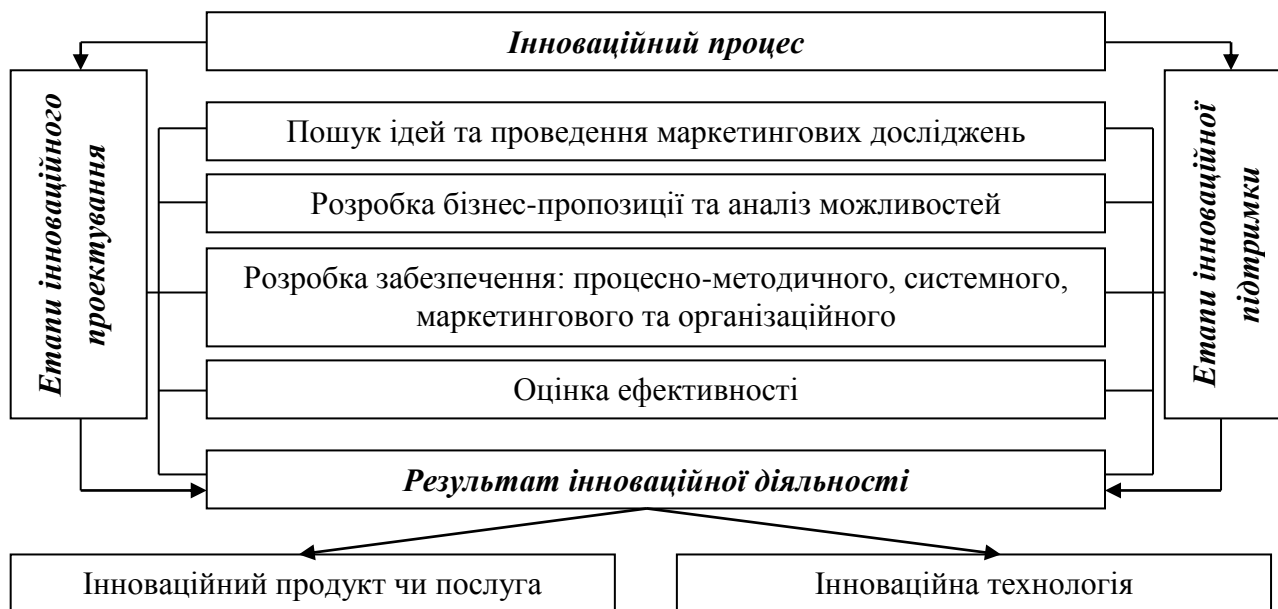 Інноваційний процес
Етапи інноваційного
проектування
Пошук ідей та проведення маркетингових досліджень
Розробка бізнес-пропозиції та аналіз можливостей
Розробка забезпечення: процесно-методичного, системного,
маркетингового та організаційного
Оцінка ефективності
Етапи інноваційної
підтримки
Результат інноваційної діяльності
Інноваційний продукт чи послуга
Інноваційна технологія